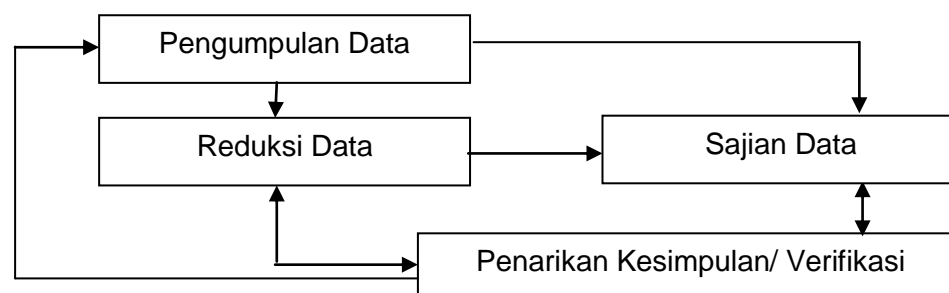 Pengumpulan Data
Reduksi Data
Sajian Data
Penarikan Kesimpulan/ Verifikasi